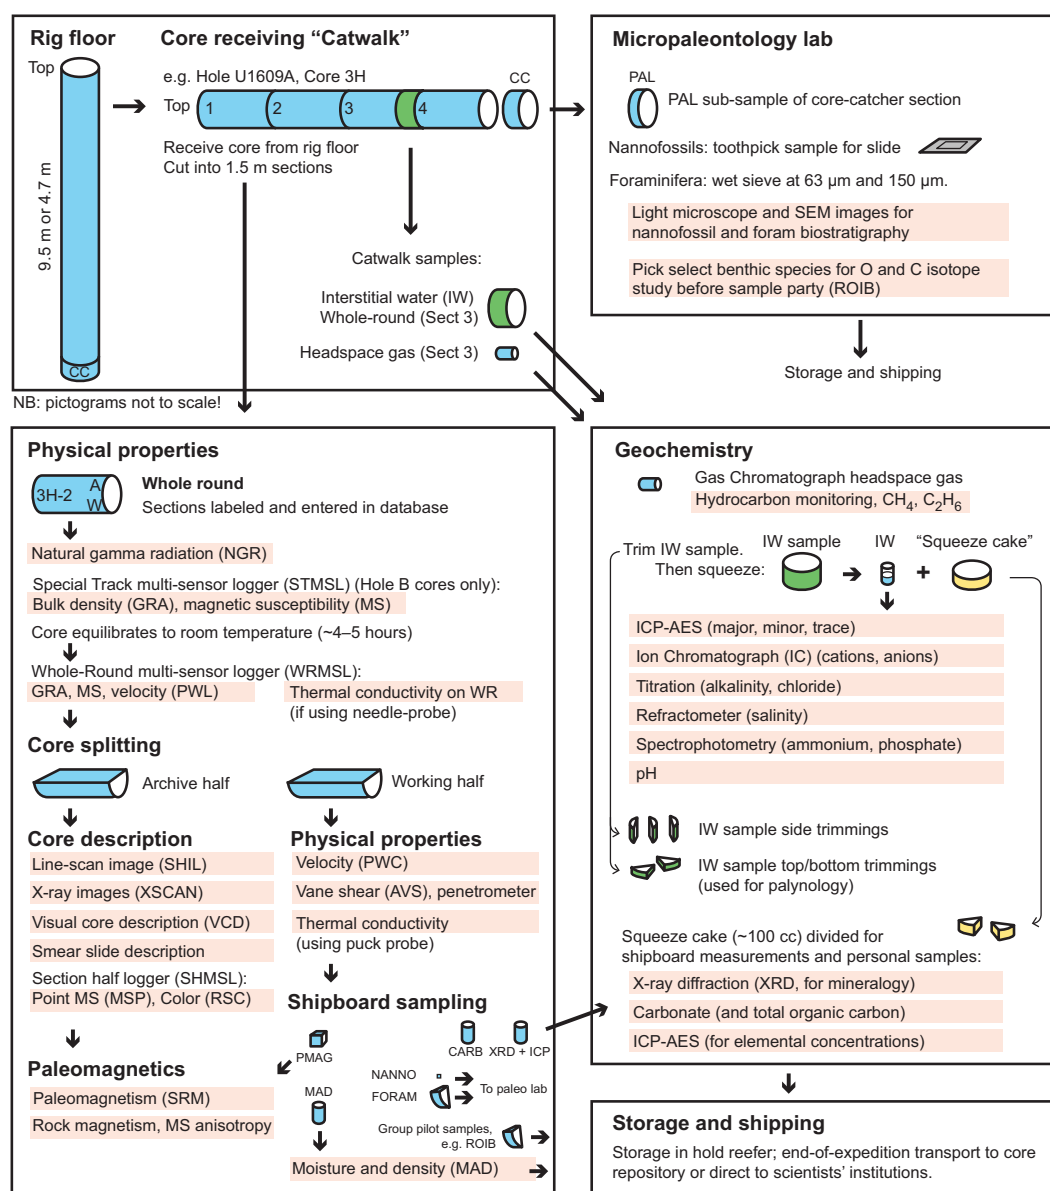 Rig floor
Top
9.5 m or 4.7 m
CC
Core receiving “Catwalk”
e.g. Hole U1609A, Core 3H
CC
Top 1 2 3 4
Receive core from rig floor
Cut into 1.5 m sections
Catwalk samples:
Interstitial water (IW)
Whole-round (Sect 3)
Headspace gas (Sect 3)
NB: pictograms not to scale!
Micropaleontology lab
PAL
PAL sub-sample of core-catcher section
Nannofossils: toothpick sample for slide
Foraminifera: wet sieve at 63 µm and 150 µm.
Light microscope and SEM images for
nannofossil and foram biostratigraphy
Pick select benthic species for O and C isotope
study before sample party (ROIB)
Storage and shipping
Physical properties
3H-2 A W
Whole round
Sections labeled and entered in database
Natural gamma radiation (NGR)
Special Track multi-sensor logger (STMSL) (Hole B cores only):
Bulk density (GRA), magnetic susceptibility (MS)
Core equilibrates to room temperature (~4–5 hours)
Whole-Round multi-sensor logger (WRMSL):
GRA, MS, velocity (PWL)
Thermal conductivity on WR
(if using needle-probe)
Core splitting
Archive half
Working half
Core description
Line-scan image (SHIL)
X-ray images (XSCAN)
Visual core description (VCD)
Smear slide description
Section half logger (SHMSL):
Point MS (MSP), Color (RSC)
Paleomagnetics
Paleomagnetism (SRM)
Rock magnetism, MS anisotropy
Physical properties
Velocity (PWC)
Vane shear (AVS), penetrometer
Thermal conductivity
(using puck probe)
Shipboard sampling
PMAG
CARB
XRD + ICP
MAD
NANNO
FORAM
To paleo lab
Group pilot samples,
e.g. ROIB
Moisture and density (MAD)
Geochemistry
Gas Chromatograph headspace gas
Hydrocarbon monitoring, CH4, C2H6
Trim IW sample.
Then squeeze:
IW sample
IW
+
“Squeeze cake”
ICP-AES (major, minor, trace)
Ion Chromatograph (IC) (cations, anions)
Titration (alkalinity, chloride)
Refractometer (salinity)
Spectrophotometry (ammonium, phosphate)
pH
IW sample side trimmings
IW sample top/bottom trimmings
(used for palynology)
Squeeze cake (~100 cc) divided for
shipboard measurements and personal samples:
X-ray diffraction (XRD, for mineralogy)
Carbonate (and total organic carbon)
ICP-AES (for elemental concentrations)
Storage and shipping
Storage in hold reefer; end-of-expedition transport to core
repository or direct to scientists’ institutions.